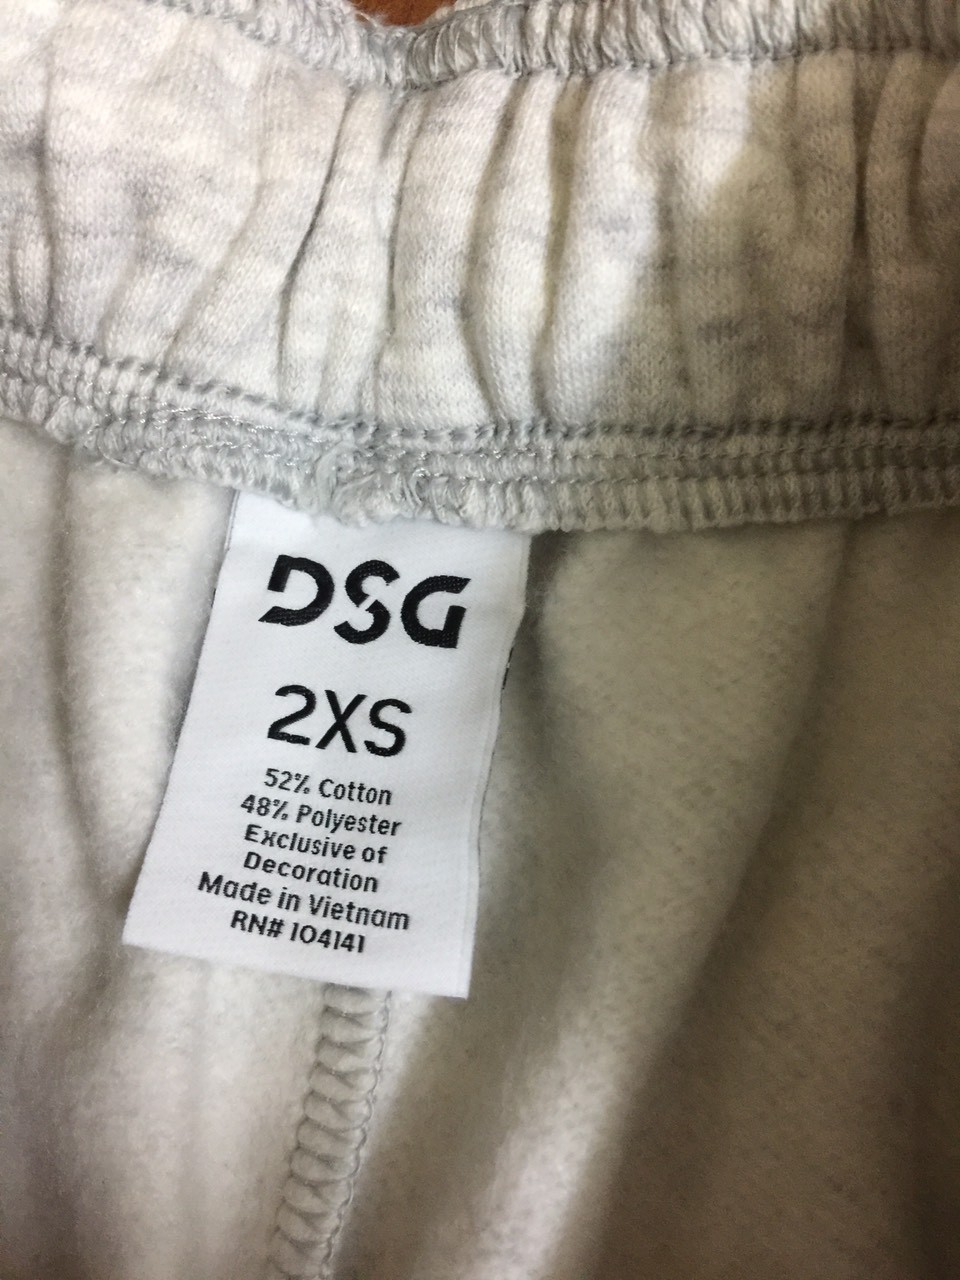 DSG
2XS
52% Cotton
48% Polyester
Exclusive of
Decoration
Made in Vietnam
RN# 104141